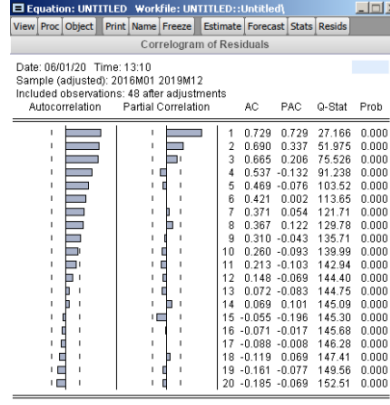 Equation: UNTITLED Workfile: UNTITLED::Untitled\
View Proc Object Print Name Freeze Estimate Forecast Stats Resids
Correlogram of Residuals
Date: 06/01/20 Time: 13:10
Sample (adjusted): 2016M01 2019M12
Included observations: 48 after adjustments
Autocorrelation Partial Correlation AC PAC Q-Stat Prob
1 0.729 0.729 27.166 0.000
2 0.690 0.337 51.975 0.000
3 0.665 0.206 75.526 0.000
4 0.537 -0.132 91.238 0.000
5 0.469 -0.076 103.52 0.000
6 0.421 0.002 113.65 0.000
7 0.371 0.054 121.71 0.000
8 0.367 0.122 129.78 0.000
9 0.310 -0.043 135.71 0.000
10 0.260 -0.093 139.99 0.000
11 0.213 -0.103 142.94 0.000
12 0.148 -0.069 144.40 0.000
13 0.072 -0.083 144.75 0.000
14 0.069 0.101 145.09 0.000
15 -0.055 -0.196 145.30 0.000
16 -0.071 -0.017 145.68 0.000
17 -0.088 -0.008 146.28 0.000
18 -0.119 0.069 147.41 0.000
19 -0.161 -0.077 149.56 0.000
20 -0.185 -0.069 152.51 0.000